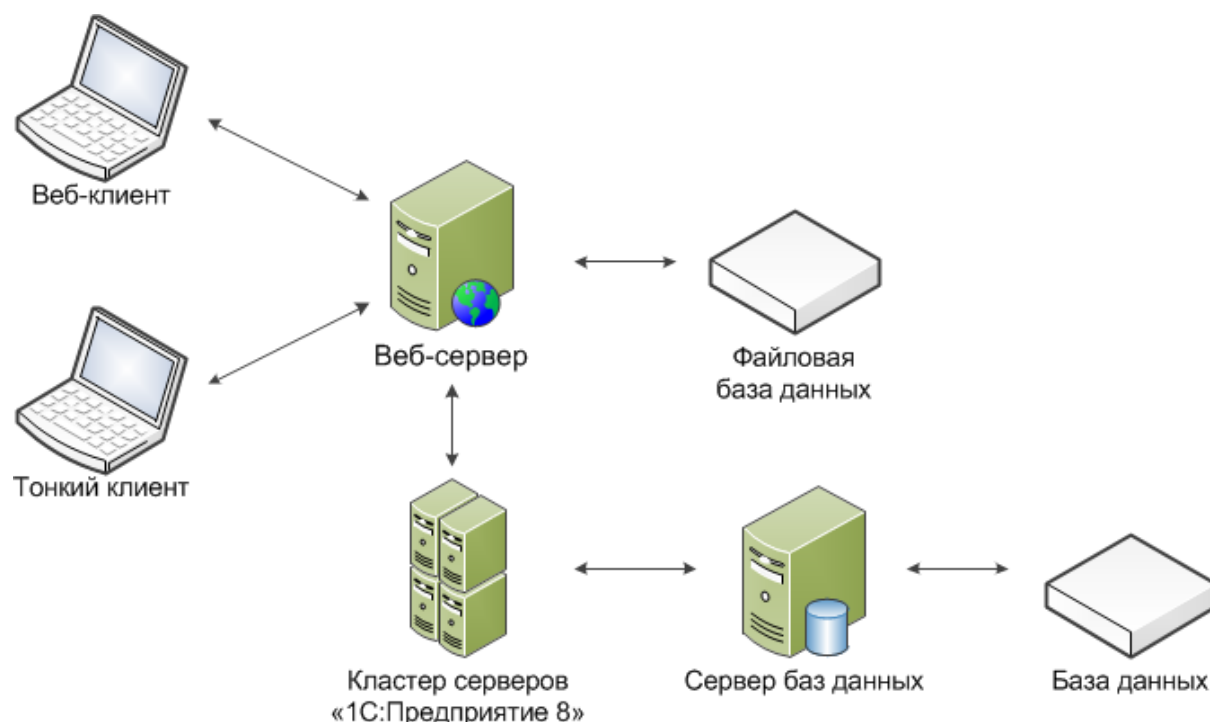 Веб-клиент
Веб-сервер
Файловая
база данных
Тонкий клиент
Кластер серверов
«1С:Предприятие 8»
Сервер баз данных
База данных